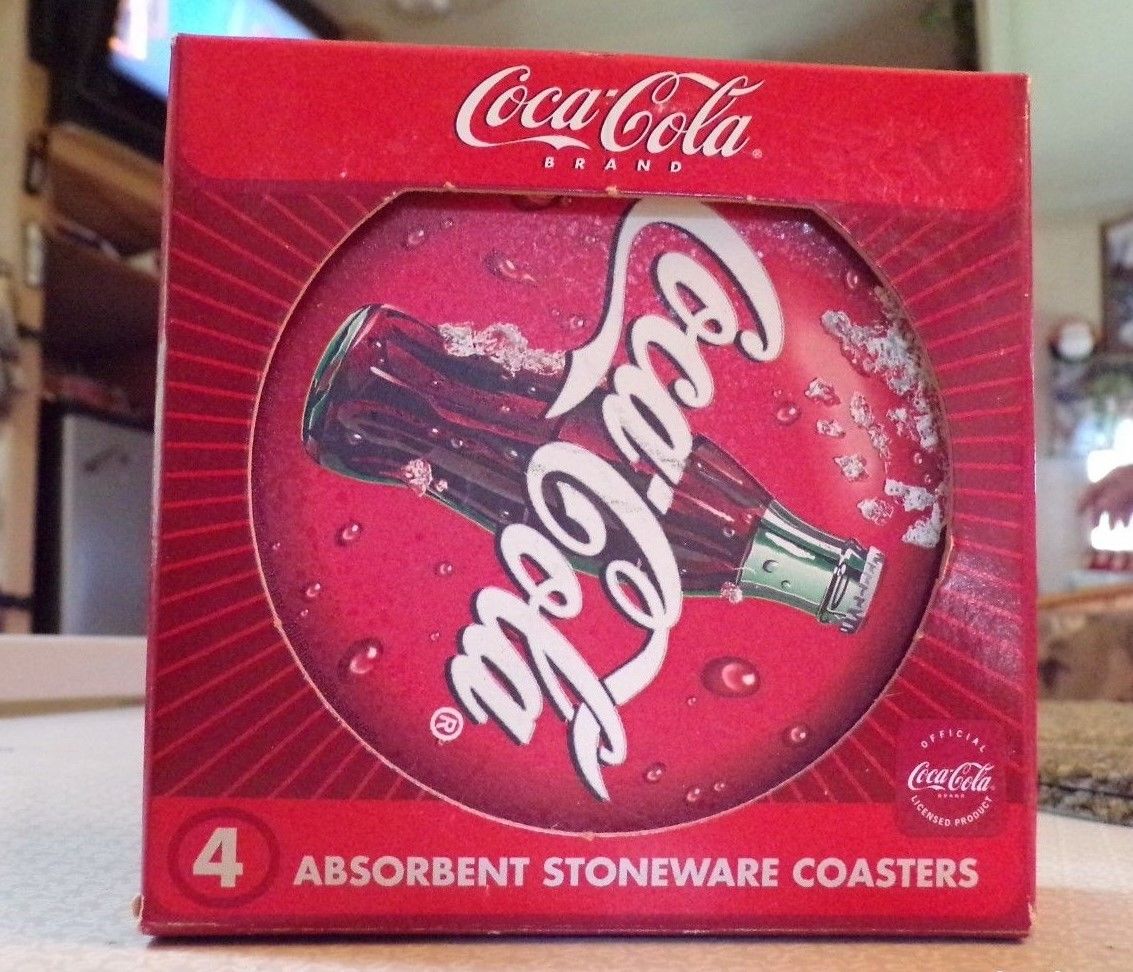 Coca-Cola®
BRAND
Coca-Cola
®
OFFICIAL
Coca-Cola®
BRAND
LICENSED PRODUCT
4
ABSORBENT STONEWARE COASTERS